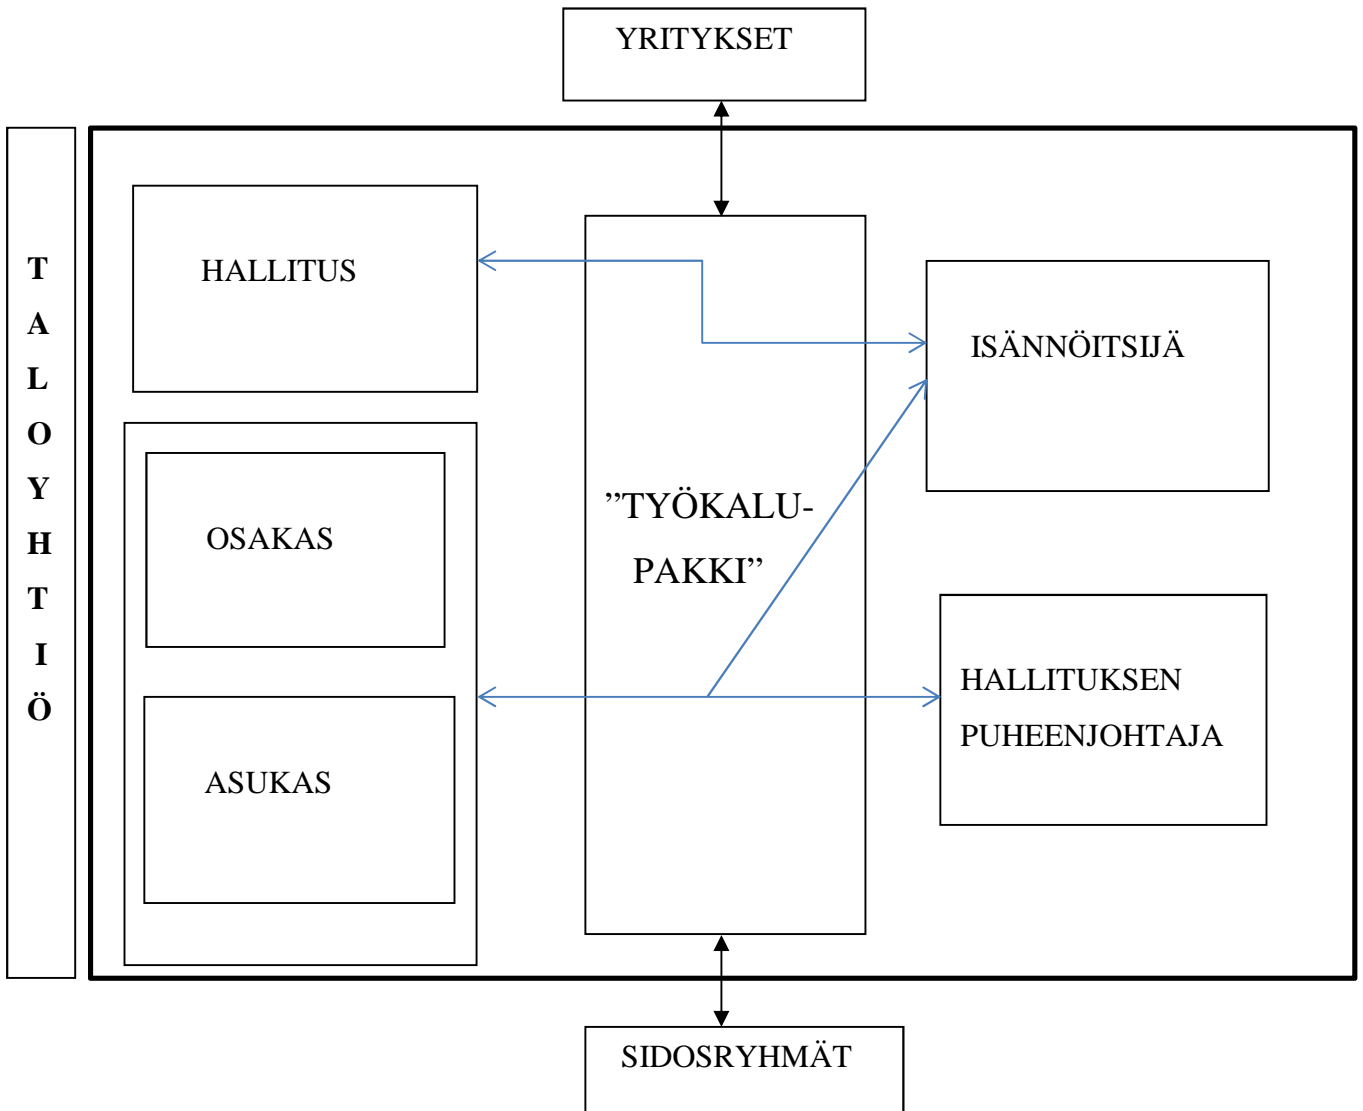 YRITYKSET
T
A
L
O
Y
H
T
I
Ö
HALLITUS
ISÄNNÖITSIJÄ
OSAKAS
”TYÖKALU-
PAKKI”
ASUKAS
HALLITUKSEN
PUHEENJOHTAJA
SIDOSRYHMÄT